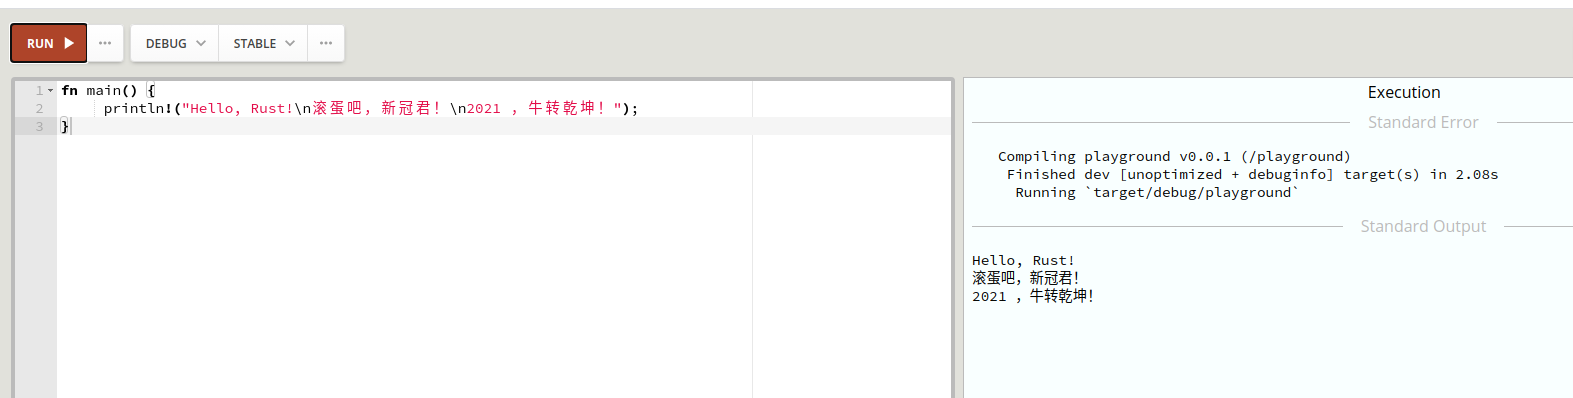 RUN
DEBUG
STABLE
1 fn main() {
2 println!("Hello, Rust!\n滚蛋吧，新冠君！\n2021 ，牛转乾坤！");
3 }
Execution
Standard Error
Compiling playground v0.0.1 (/playground)
Finished dev [unoptimized + debuginfo] target(s) in 2.08s
Running `target/debug/playground`
Standard Output
Hello, Rust!
滚蛋吧，新冠君！
2021 ，牛转乾坤！